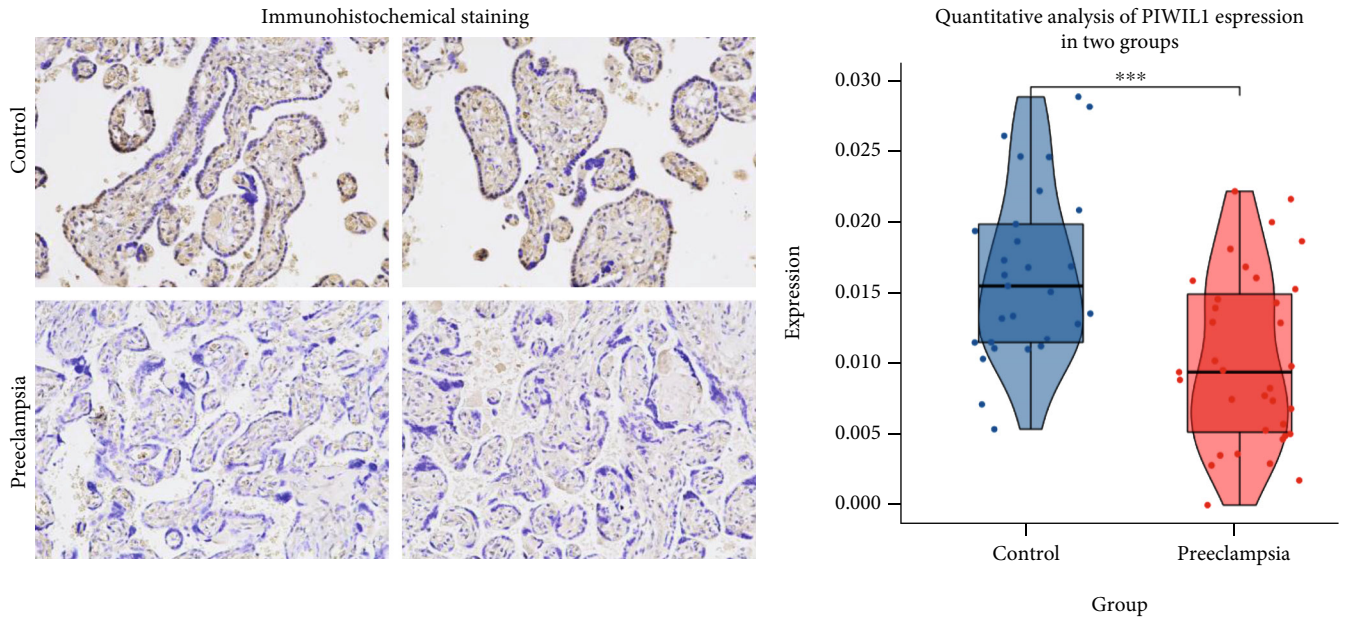 Immunohistochemical staining
Control
Preeclampsia
Quantitative analysis of PIWIL1 espression
in two groups
***
0.030
0.025
0.020
0.015
0.010
0.005
0.000
Expression
Control
Preeclampsia
Group